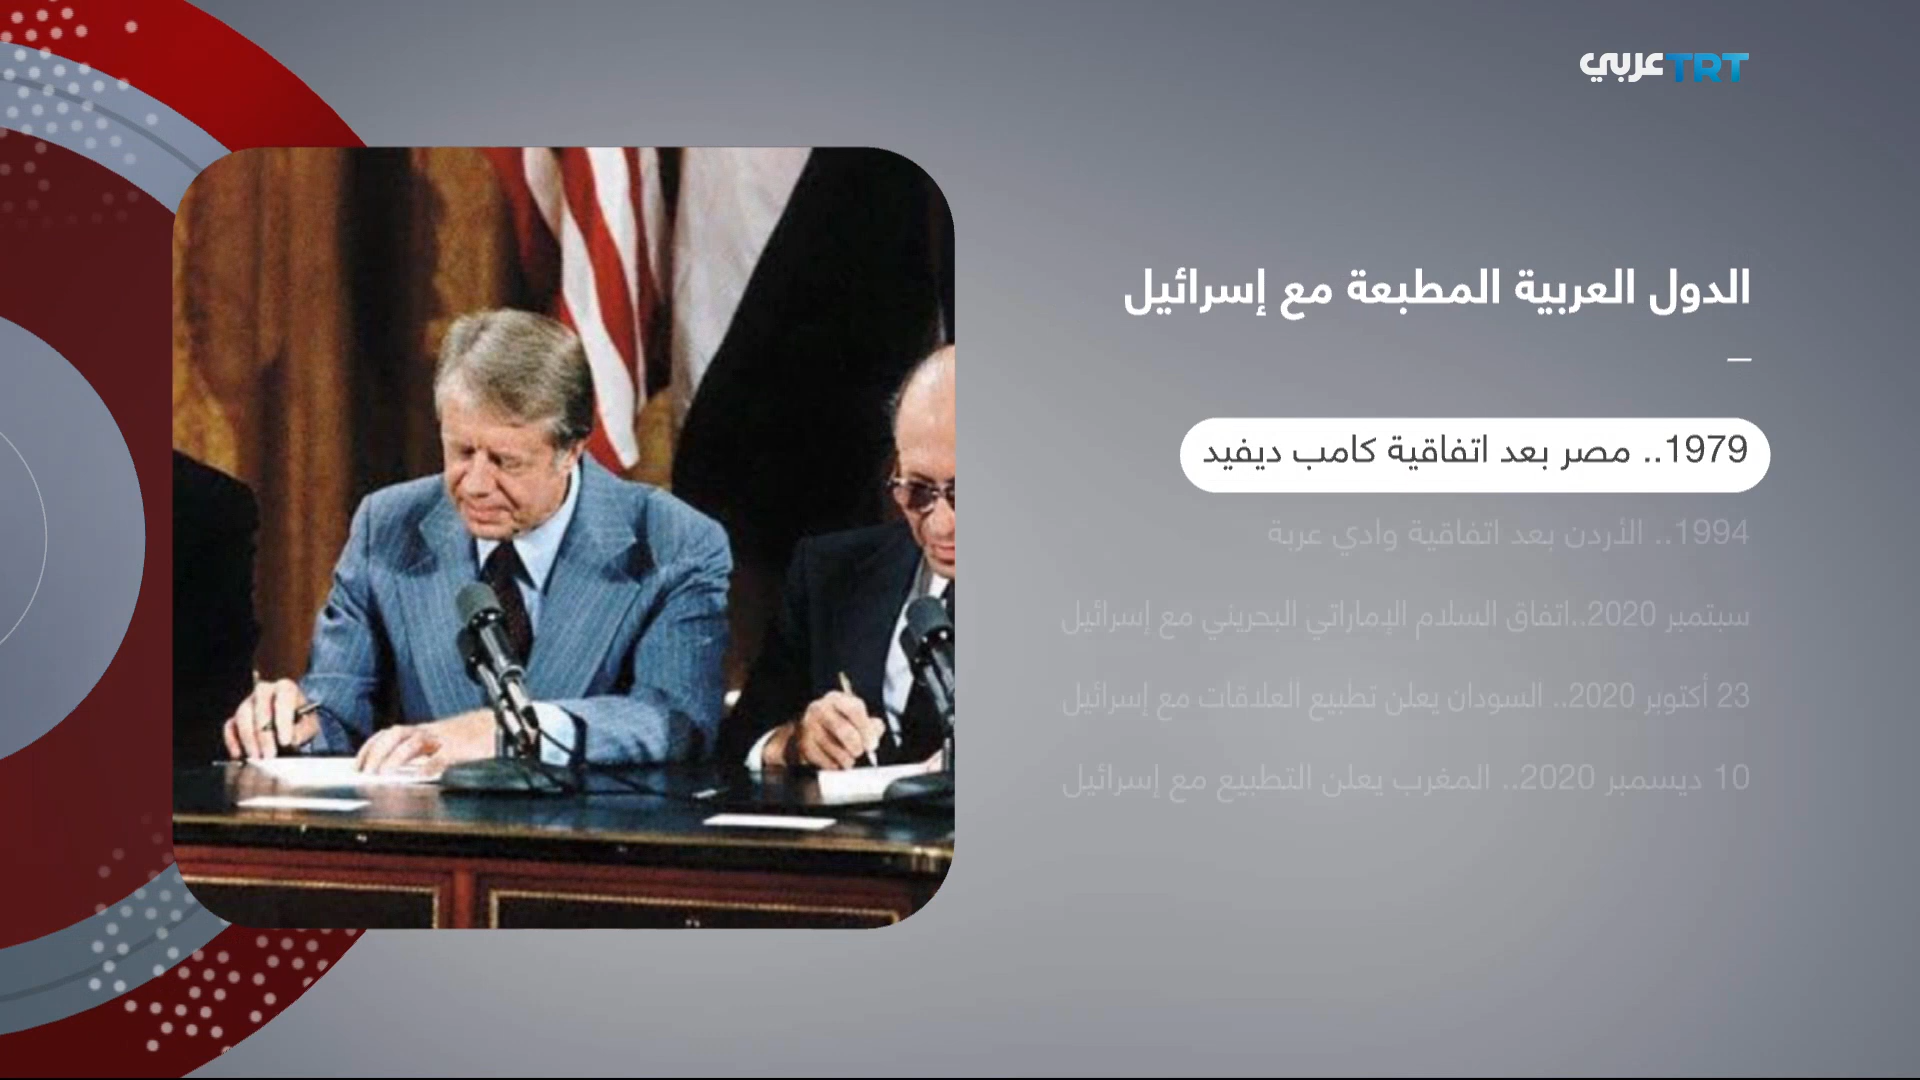 TRT عربي
الدول العربية المطبعة مع إسرائيل
1979.. مصر بعد اتفاقية كامب ديفيد
1994.. الأردن بعد اتفاقية وادي عربة
سبتمبر 2020..اتفاق السلام الإماراتي البحريني مع إسرائيل
23 أكتوبر 2020.. السودان يعلن تطبيع العلاقات مع إسرائيل
10 ديسمبر 2020.. المغرب يعلن التطبيع مع إسرائيل